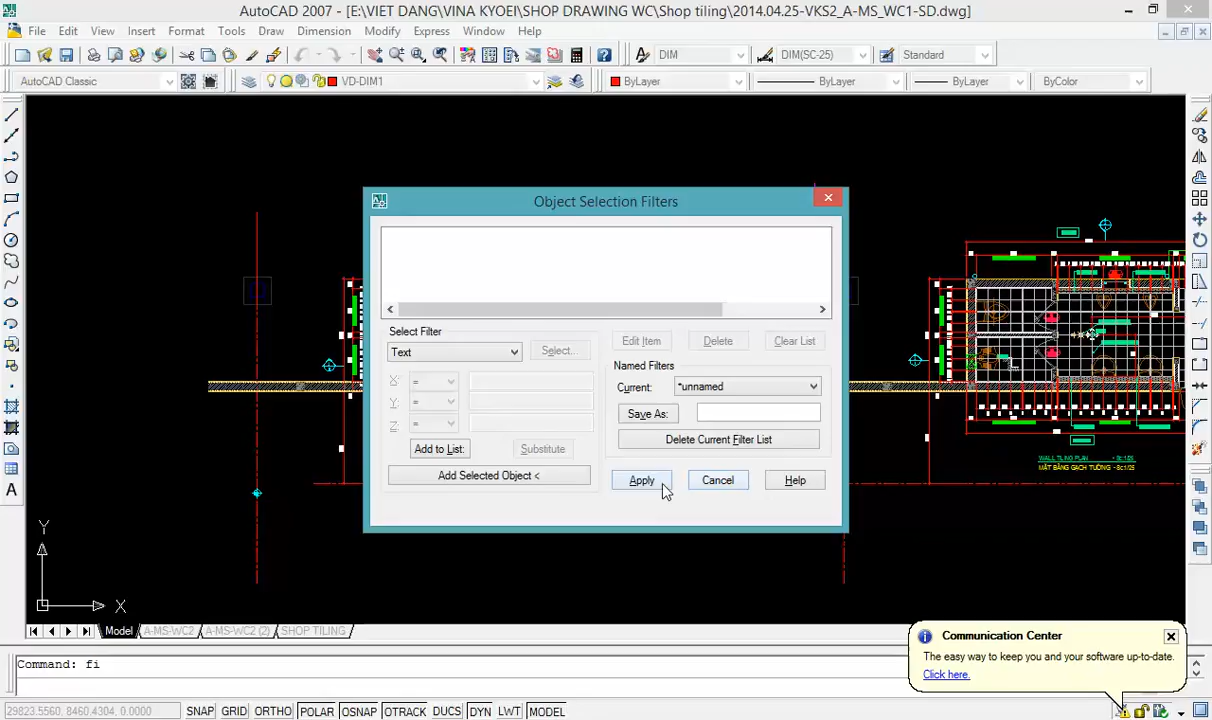 AutoCAD 2007 - [E:\VIET DANG\VINA KYOEI\SHOP DRAWING WC\Shop tiling\2014.04.25-VKS2_A-MS_WC1-SD.dwg]
File Edit View Insert Format Tools Draw Dimension Modify Express Window Help
DIM DIM(SC-25) Standard
AutoCAD Classic VD-DIM1 ByLayer ByLayer ByLayer ByColor
Object Selection Filters
Select Filter
Text
Select...
X: =
Y: =
Z: =
Add to List:
Substitute
Add Selected Object <
Edit Item Delete Clear List
Named Filters
Current: *unnamed
Save As:
Delete Current Filter List
Apply Cancel Help
WALL TILING PLAN - Sc:1/25
MẶT BẰNG GẠCH TƯỜNG - Sc:1/25
Y
X
Model A-MS-WC2 A-MS-WC2 (2) SHOP TILING
Command: fi
Communication Center
The easy way to keep you and your software up-to-date.
Click here.
29823.5560, 8460.4304, 0.0000 SNAP GRID ORTHO POLAR OSNAP OTRACK DUCS DYN LWT MODEL